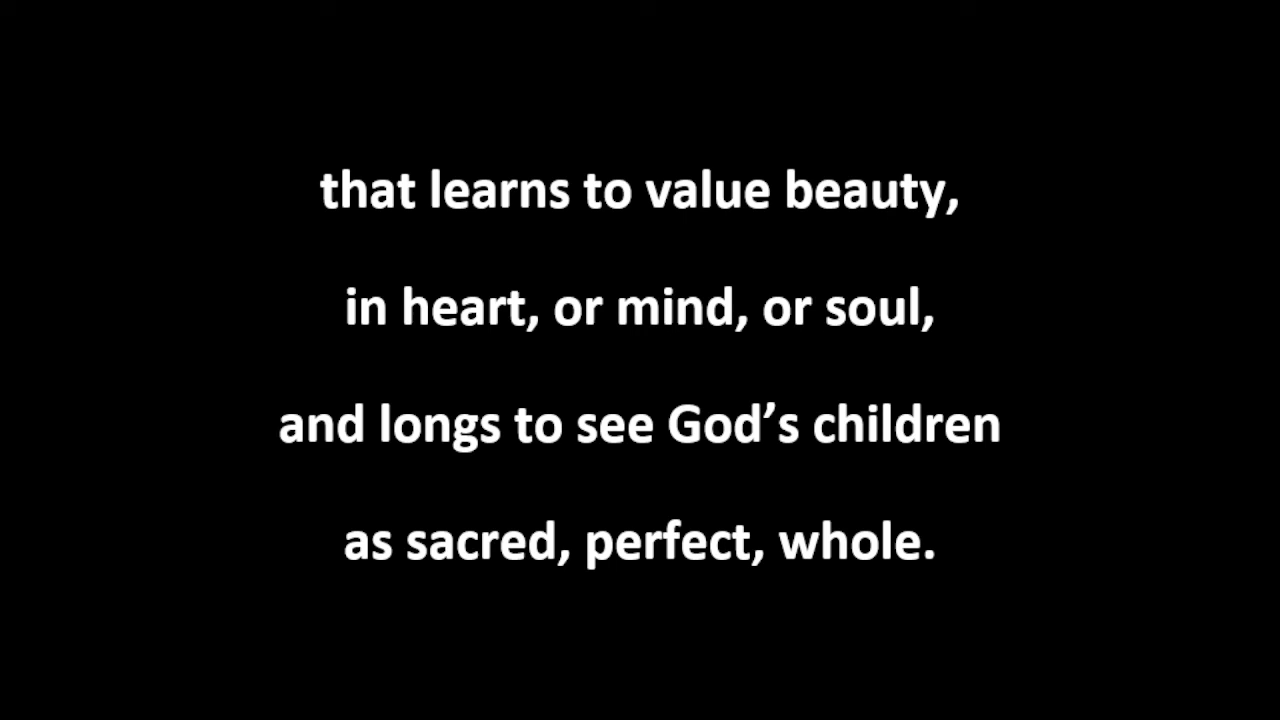 that learns to value beauty,
in heart, or mind, or soul,
and longs to see God’s children
as sacred, perfect, whole.